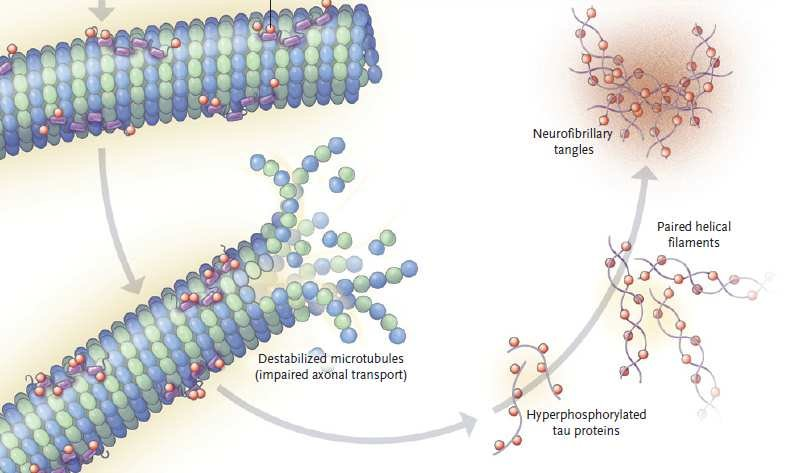 Neurofibrillary
tangles
Paired helical
filaments
Destabilized microtubules
(impaired axonal transport)
Hyperphosphorylated
tau proteins